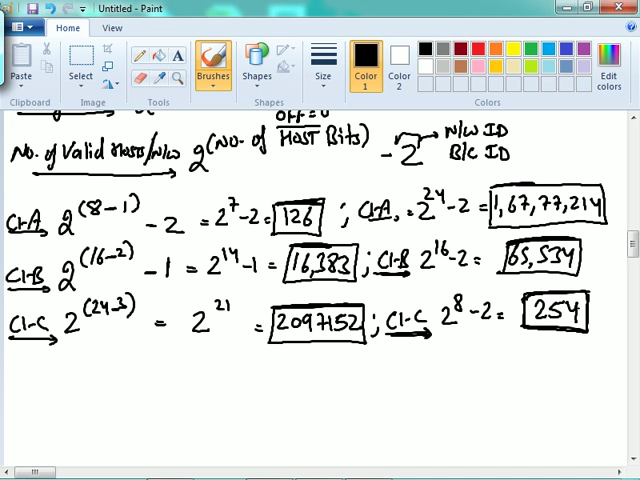 Untitled - Paint
Home View
Paste Select Brushes Shapes Size Color 1 Color 2 Edit colors
Clipboard Image Tools Colors
OFF=0
No. of Valid Hosts/N/W 2^(No. of HOST Bits) - 2 → N/W ID
B/C ID
Cl-A 2^(8-1) - 2 = 2^7-2= 126 ; Cl-A, = 2^24-2 = 1,67,77,214
Cl-B 2^(16-2) - 1 = 2^14-1 = 16,383; Cl-B 2^16-2 = 65,534
Cl-C 2^(24-3) = 2^21 = 2097152 ; Cl-C 2^8-2= 254